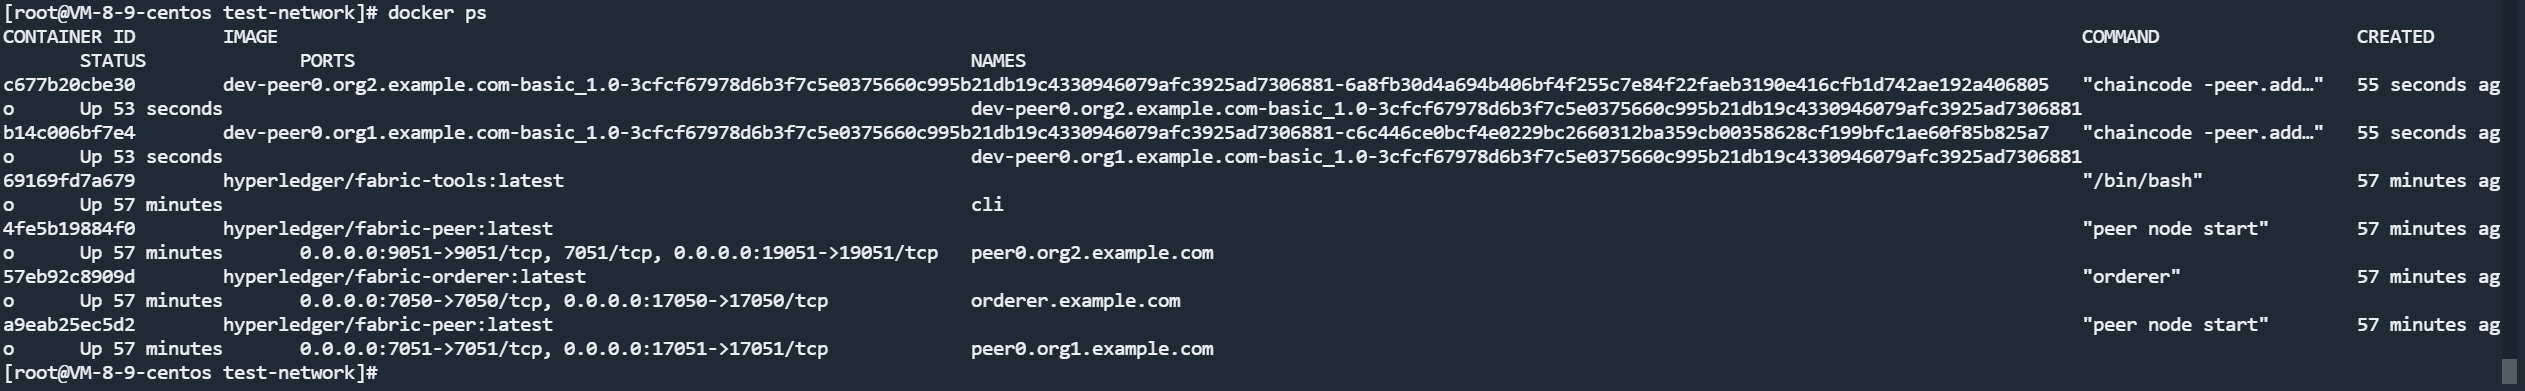 [root@VM-8-9-centos test-network]# docker ps
CONTAINER ID        IMAGE                                                                                                                                                                    COMMAND                  CREATED
       STATUS              PORTS                                                        NAMES
c677b20cbe30        dev-peer0.org2.example.com-basic_1.0-3cfcf67978d6b3f7c5e0375660c995b21db19c4330946079afc3925ad7306881-6a8fb30d4a694b406bf4f255c7e84f22faeb3190e416cfb1d742ae192a406805   "chaincode -peer.add…"   55 seconds ag
o      Up 53 seconds                                                                    dev-peer0.org2.example.com-basic_1.0-3cfcf67978d6b3f7c5e0375660c995b21db19c4330946079afc3925ad7306881
b14c006bf7e4        dev-peer0.org1.example.com-basic_1.0-3cfcf67978d6b3f7c5e0375660c995b21db19c4330946079afc3925ad7306881-c6c446ce0bcf4e0229bc2660312ba359cb00358628cf199bfc1ae60f85b825a7   "chaincode -peer.add…"   55 seconds ag
o      Up 53 seconds                                                                    dev-peer0.org1.example.com-basic_1.0-3cfcf67978d6b3f7c5e0375660c995b21db19c4330946079afc3925ad7306881
69169fd7a679        hyperledger/fabric-tools:latest                                                                                                                                          "/bin/bash"              57 minutes ag
o      Up 57 minutes                                                                    cli
4fe5b19884f0        hyperledger/fabric-peer:latest                                                                                                                                           "peer node start"        57 minutes ag
o      Up 57 minutes       0.0.0.0:9051->9051/tcp, 7051/tcp, 0.0.0.0:19051->19051/tcp   peer0.org2.example.com
57eb92c8909d        hyperledger/fabric-orderer:latest                                                                                                                                        "orderer"                57 minutes ag
o      Up 57 minutes       0.0.0.0:7050->7050/tcp, 0.0.0.0:17050->17050/tcp             orderer.example.com
a9eab25ec5d2        hyperledger/fabric-peer:latest                                                                                                                                           "peer node start"        57 minutes ag
o      Up 57 minutes       0.0.0.0:7051->7051/tcp, 0.0.0.0:17051->17051/tcp             peer0.org1.example.com
[root@VM-8-9-centos test-network]#